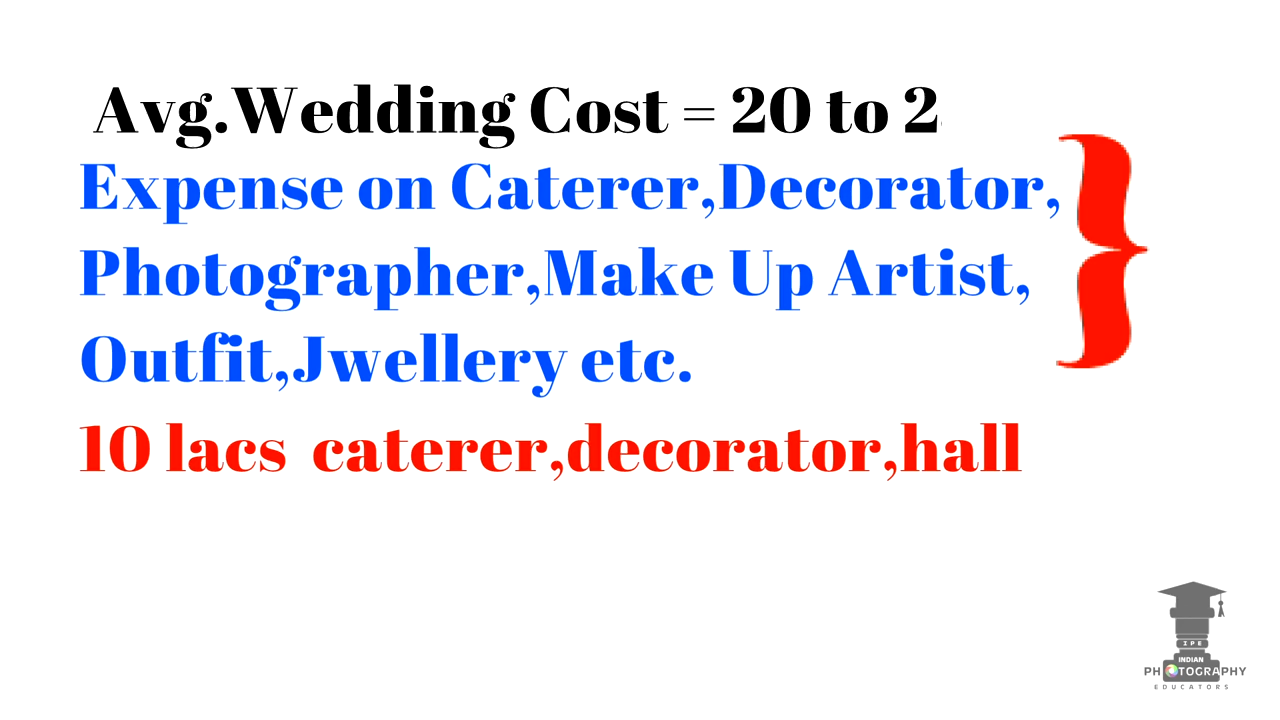 Avg.Wedding Cost = 20 to 2
Expense on Caterer,Decorator,
Photographer,Make Up Artist,
Outfit,Jwellery etc.
10 lacs caterer,decorator,hall
IPE
INDIAN
PHOTOGRAPHY
EDUCATORS